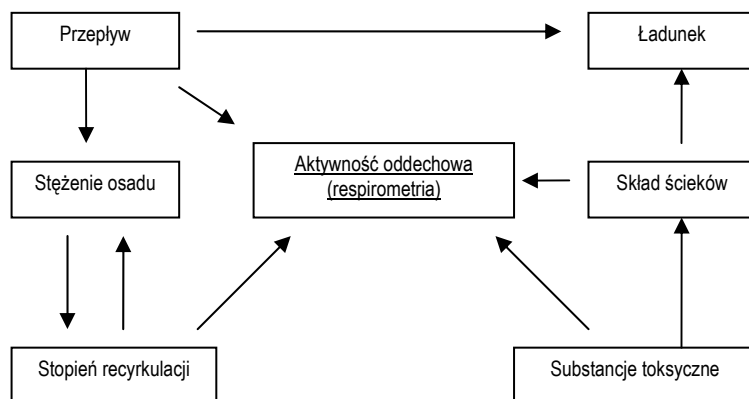 Przepływ
Ładunek
Stężenie osadu
Aktywność oddechowa
(respirometria)
Skład ścieków
Stopień recyrkulacji
Substancje toksyczne